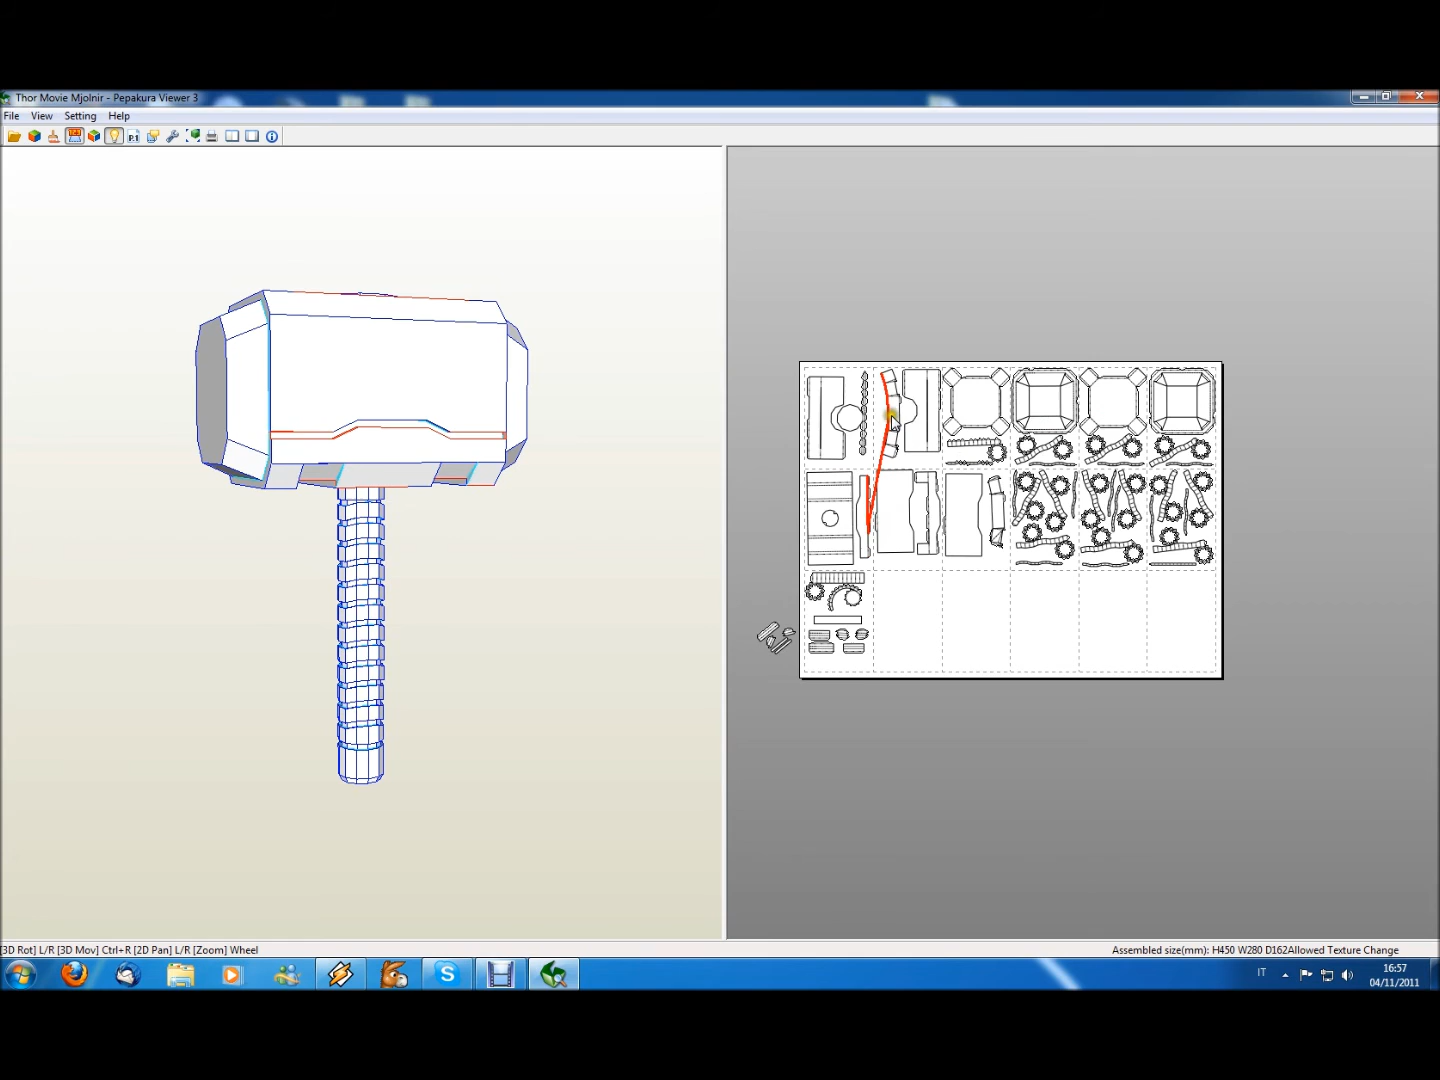 Thor Movie Mjolnir - Pepakura Viewer 3
File View Setting Help
[3D Rot] L/R [3D Mov] Ctrl+R [2D Pan] L/R [Zoom] Wheel
Assembled size(mm): H450 W280 D162Allowed Texture Change
IT
16:57
04/11/2011